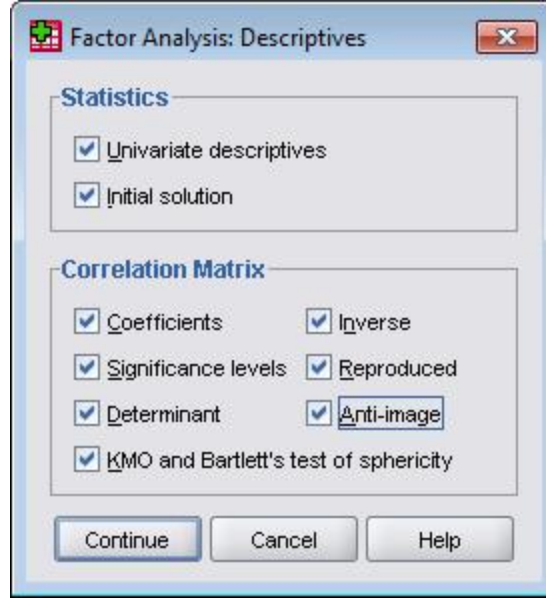 Factor Analysis: Descriptives
Statistics
Univariate descriptives
Initial solution
Correlation Matrix
Coefficients
Inverse
Significance levels
Reproduced
Determinant
Anti-image
KMO and Bartlett's test of sphericity
Continue
Cancel
Help